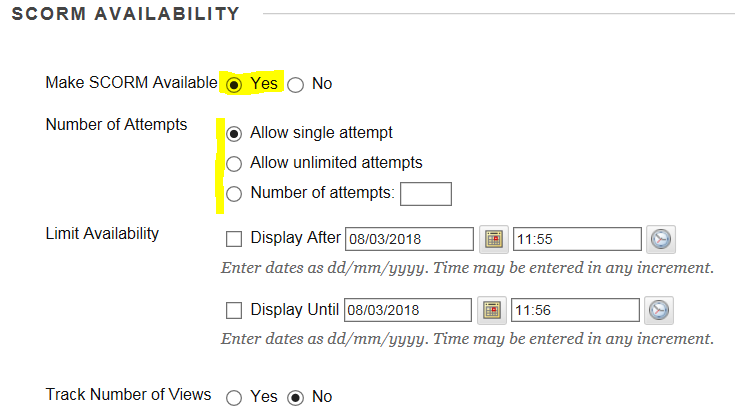 SCORM AVAILABILITY
Make SCORM Available Yes No
Number of Attempts Allow single attempt
Allow unlimited attempts
Number of attempts:
Limit Availability Display After 08/03/2018 11:55
Enter dates as dd/mm/yyyy. Time may be entered in any increment.
Display Until 08/03/2018 11:56
Enter dates as dd/mm/yyyy. Time may be entered in any increment.
Track Number of Views Yes No